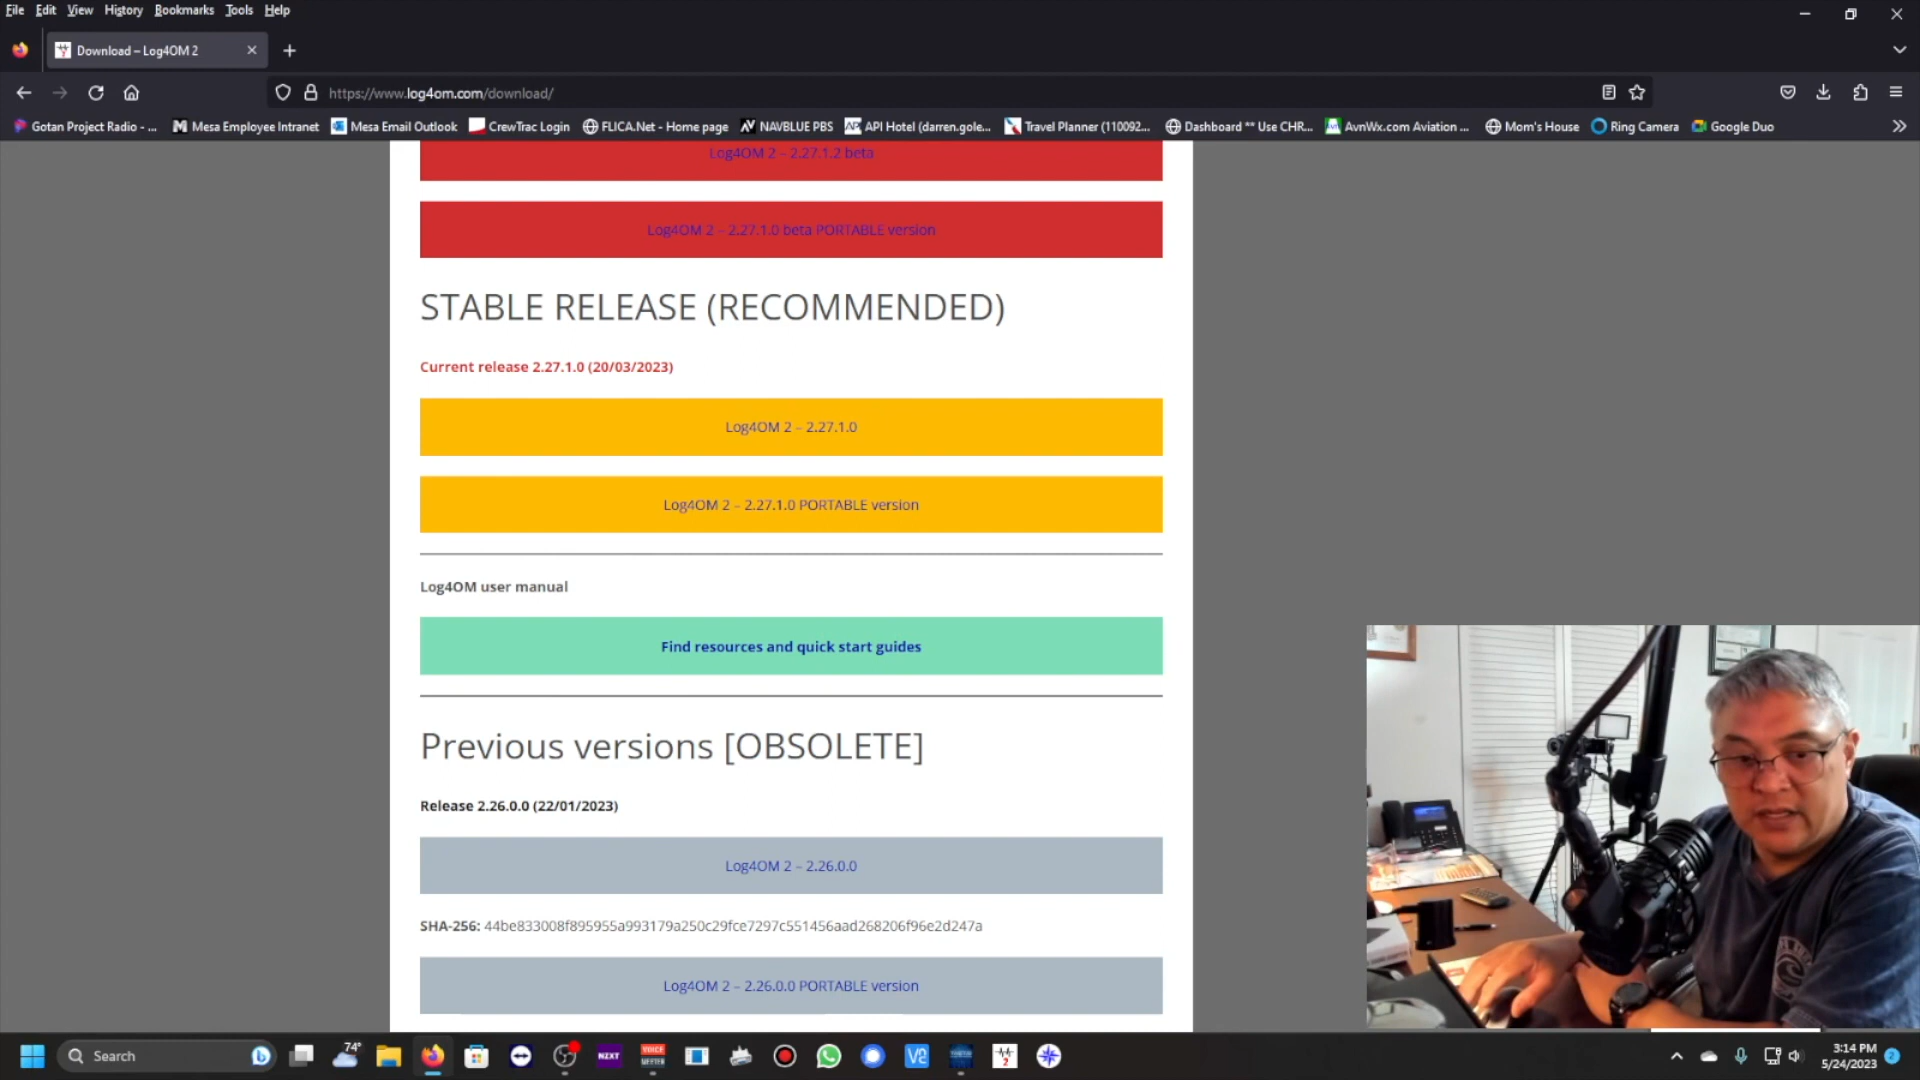 File Edit View History Bookmarks Tools Help
Download – Log4OM 2
https://www.log4om.com/download/
Gotan Project Radio - ... Mesa Employee Intranet Mesa Email Outlook CrewTrac Login FLICA.Net - Home page NAVBLUE PBS API Hotel (darren.gole... Travel Planner (110092... Dashboard ** Use CHR... AvnWx.com Aviation ... Mom's House Ring Camera Google Duo
Log4OM 2 – 2.27.1.2 beta
Log4OM 2 – 2.27.1.0 beta PORTABLE version
STABLE RELEASE (RECOMMENDED)
Current release 2.27.1.0 (20/03/2023)
Log4OM 2 – 2.27.1.0
Log4OM 2 – 2.27.1.0 PORTABLE version
Log4OM user manual
Find resources and quick start guides
Previous versions [OBSOLETE]
Release 2.26.0.0 (22/01/2023)
Log4OM 2 – 2.26.0.0
SHA-256: 44be833008f895955a993179a250c29fce7297c551456aad268206f96e2d247a
Log4OM 2 – 2.26.0.0 PORTABLE version
Search
74°
NZXT
VOICE
MEETER
3:14 PM
5/24/2023
2